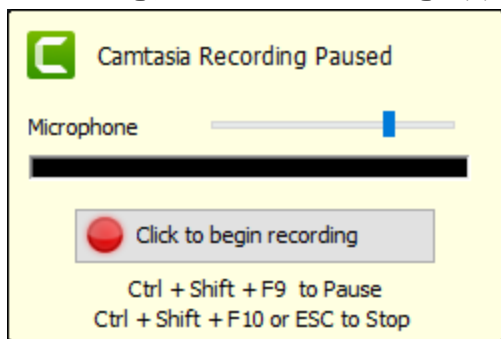 Camtasia Recording Paused
Microphone
Click to begin recording
Ctrl + Shift + F9 to Pause
Ctrl + Shift + F10 or ESC to Stop